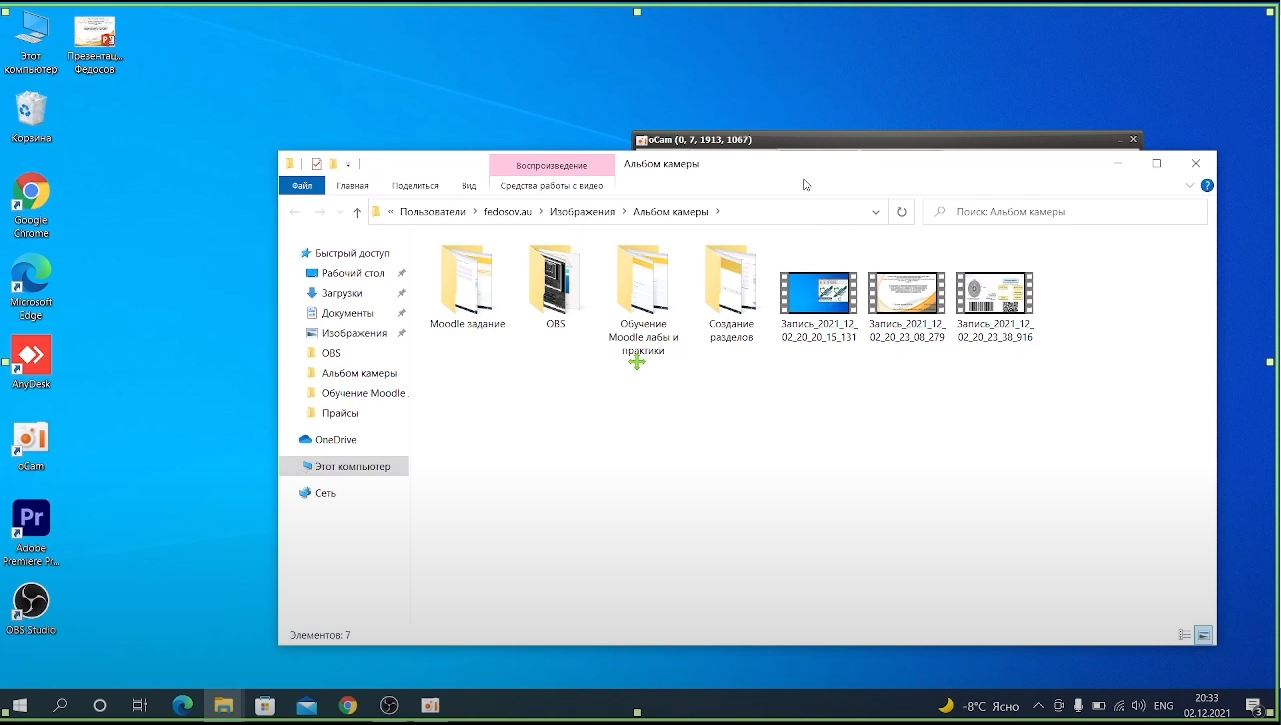 Этот
компьютер
Презентац...
Федосов
Корзина
Google
Chrome
Microsoft
Edge
AnyDesk
oCam
Pr
Adobe
Premiere Pr...
OBS Studio
oCam (0, 7, 1913, 1067)
Воспроизведение
Альбом камеры
Файл
Главная
Поделиться
Вид
Средства работы с видео
« Пользователи > fedosov.au > Изображения > Альбом камеры >
Поиск: Альбом камеры
Быстрый доступ
Рабочий стол
Загрузки
Документы
Изображения
OBS
Альбом камеры
Обучение Moodle .
Прайсы
OneDrive
Этот компьютер
Сеть
Moodle задание
OBS
Обучение
Moodle лабы и
практики
Создание
разделов
Запись_2021_12_
02_20_20_15_131
Запись_2021_12_
02_20_23_08_279
Запись_2021_12_
02_20_23_38_916
Элементов: 7
-8°C Ясно
ENG
20:33
02.12.2021
3